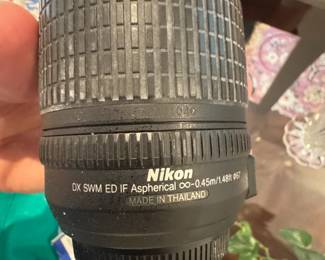 Nikon
DX SWM ED IF Aspherical ∞-0.45m/1.48ft ø67
MADE IN THAILAND